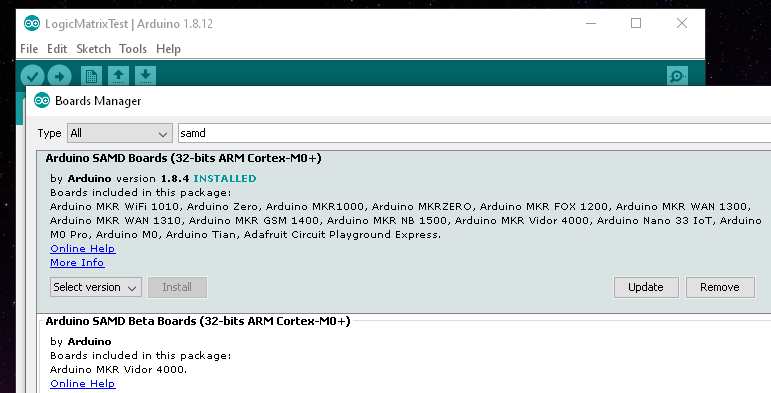 LogicMatrixTest | Arduino 1.8.12
File Edit Sketch Tools Help
Boards Manager
Type All samd
Arduino SAMD Boards (32-bits ARM Cortex-M0+)
by Arduino version 1.8.4 INSTALLED
Boards included in this package:
Arduino MKR WiFi 1010, Arduino Zero, Arduino MKR1000, Arduino MKRZERO, Arduino MKR FOX 1200, Arduino MKR WAN 1300,
Arduino MKR WAN 1310, Arduino MKR GSM 1400, Arduino MKR NB 1500, Arduino MKR Vidor 4000, Arduino Nano 33 IoT, Arduino
M0 Pro, Arduino M0, Arduino Tian, Adafruit Circuit Playground Express.
Online Help
More Info
Select version Install Update Remove
Arduino SAMD Beta Boards (32-bits ARM Cortex-M0+)
by Arduino
Boards included in this package:
Arduino MKR Vidor 4000.
Online Help